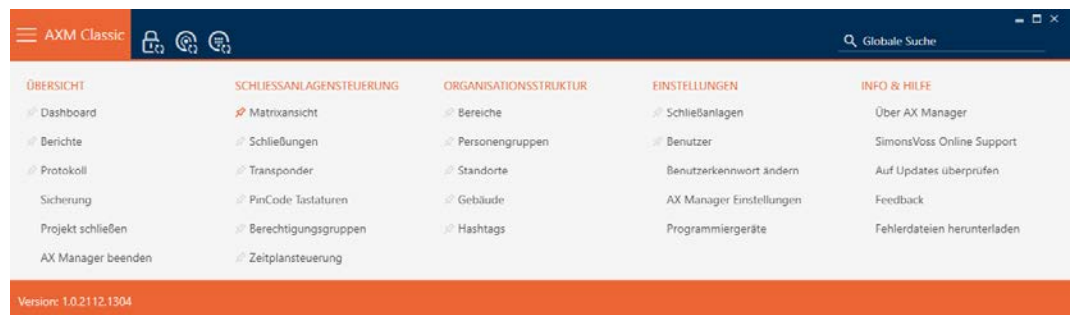 AXM Classic
Globale Suche
ÜBERSICHT
Dashboard
Berichte
Protokoll
Sicherung
Projekt schließen
AX Manager beenden
SCHLIESSANLAGENSTEUERUNG
Matrixansicht
Schließungen
Transponder
PinCode Tastaturen
Berechtigungsgruppen
Zeitplansteuerung
ORGANISATIONSSTRUKTUR
Bereiche
Personengruppen
Standorte
Gebäude
Hashtags
EINSTELLUNGEN
Schließanlagen
Benutzer
Benutzerkennwort ändern
AX Manager Einstellungen
Programmiergeräte
INFO & HILFE
Über AX Manager
SimonsVoss Online Support
Auf Updates überprüfen
Feedback
Fehlerdateien herunterladen
Version: 1.0.2112.1304